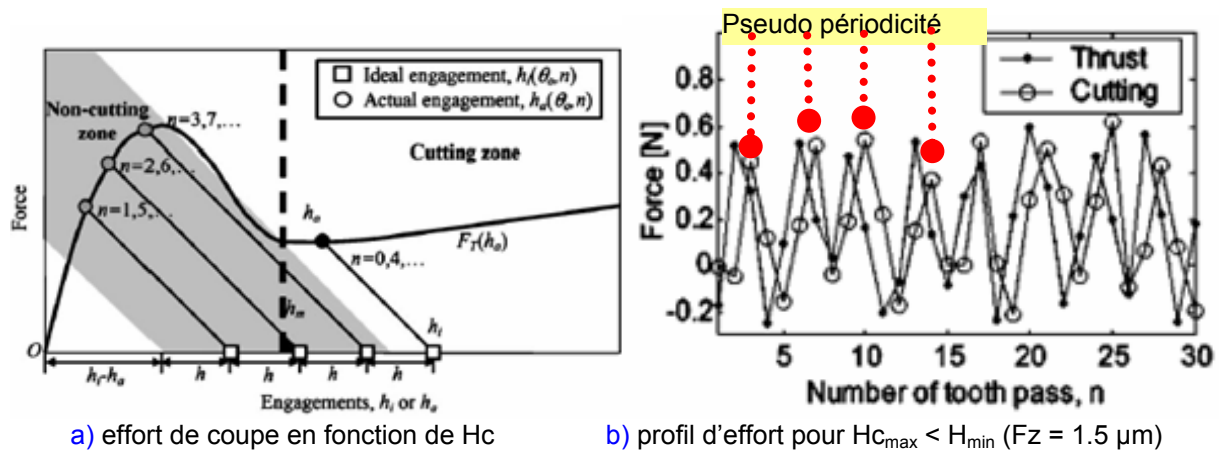 Ideal engagement, hᵢ(θₒ,n)
Actual engagement, hₐ(θₒ,n)
Non-cutting
zone
n=3,7,…
n=2,6,…
n=1,5,…
Cutting zone
hₒ
n=0,4,…
F_T(hₐ)
hₘ
hᵢ
Force
O
hᵢ-hₐ
h
h
h
h
Engagements, hᵢ or hₐ
a) effort de coupe en fonction de Hc
Pseudo périodicité
Thrust
Cutting
0.8
0.6
0.4
0.2
0
-0.2
Force [N]
5
10
15
20
25
30
Number of tooth pass, n
b) profil d’effort pour Hcmax < Hmin (Fz = 1.5 µm)